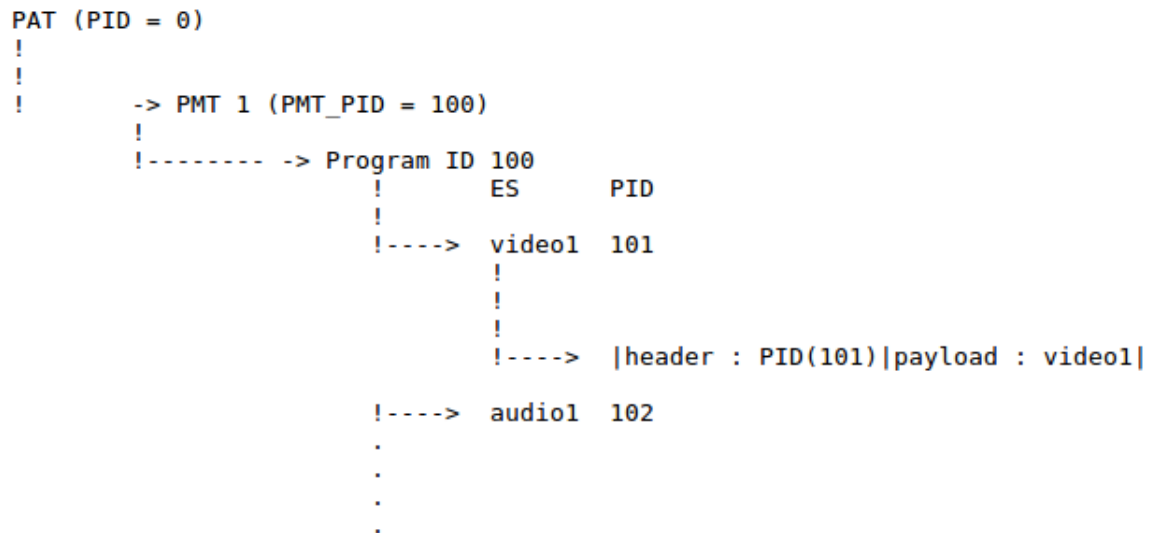 PAT (PID = 0)
!
!
!       -> PMT 1 (PMT_PID = 100)
        !
        !-------- -> Program ID 100
                        !       ES      PID
                        !
                        !---->  video1  101
                                !
                                !
                                !
                                !---->  |header : PID(101)|payload : video1|
                        !---->  audio1  102
                        .
                        .
                        .
                        .